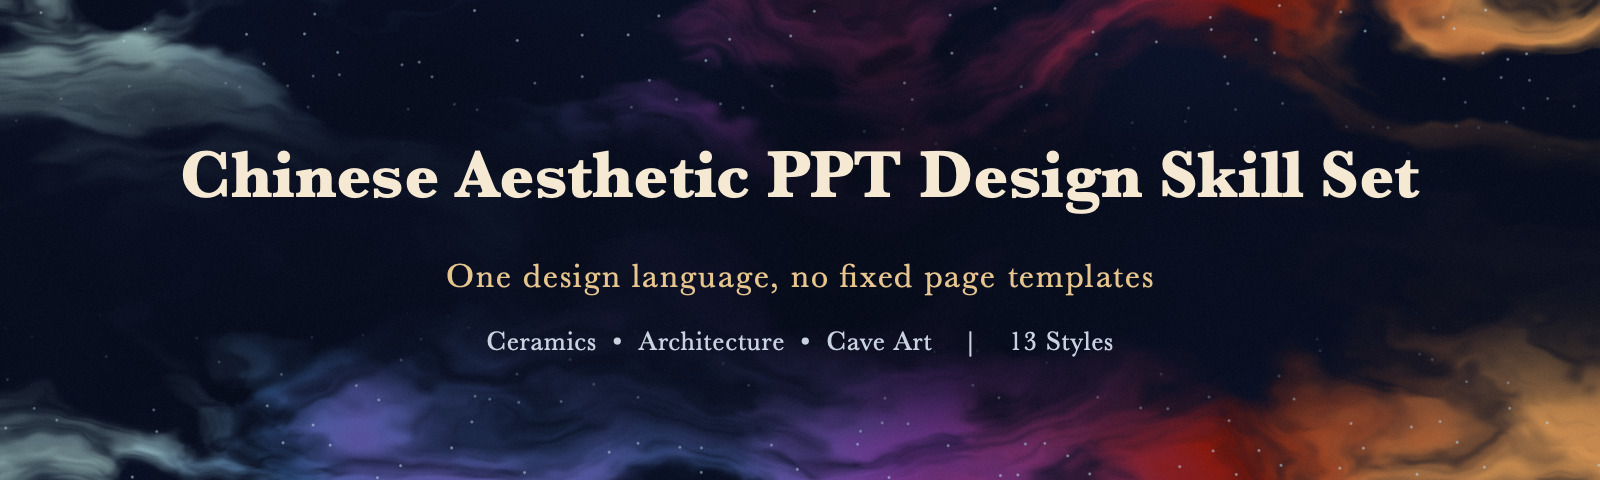 Chinese Aesthetic PPT Design Skill Set
One design language, no fixed page templates
Ceramics • Architecture • Cave Art | 13 Styles